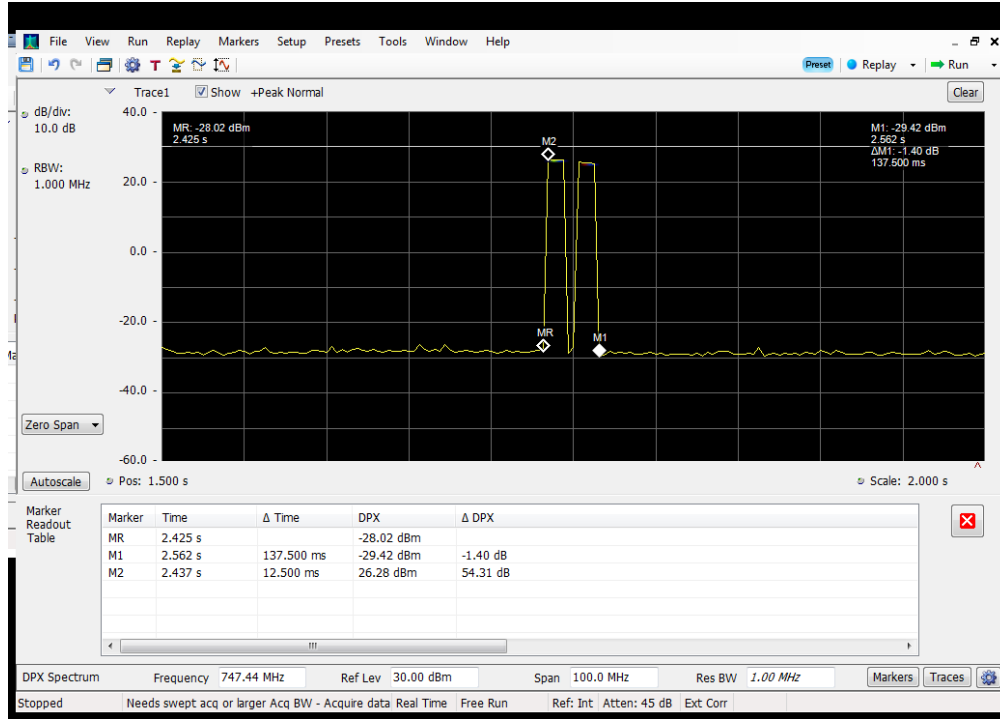 File View Run Replay Markers Setup Presets Tools Window Help
T Preset Replay Run
Trace1 Show +Peak Normal Clear
dB/div:
10.0 dB
RBW:
1.000 MHz
40.0 -
20.0 -
0.0 -
-20.0 -
-40.0 -
-60.0 -
MR: -28.02 dBm
2.425 s
M1: -29.42 dBm
2.562 s
ΔM1: -1.40 dB
137.500 ms
M2
MR
M1
Zero Span
Autoscale Pos: 1.500 s Scale: 2.000 s
Marker
Readout
Table
Marker Time Δ Time DPX Δ DPX
MR 2.425 s -28.02 dBm
M1 2.562 s 137.500 ms -29.42 dBm -1.40 dB
M2 2.437 s 12.500 ms 26.28 dBm 54.31 dB
DPX Spectrum Frequency 747.44 MHz Ref Lev 30.00 dBm Span 100.0 MHz Res BW 1.00 MHz Markers Traces
Stopped Needs swept acq or larger Acq BW - Acquire data Real Time Free Run Ref: Int Atten: 45 dB Ext Corr